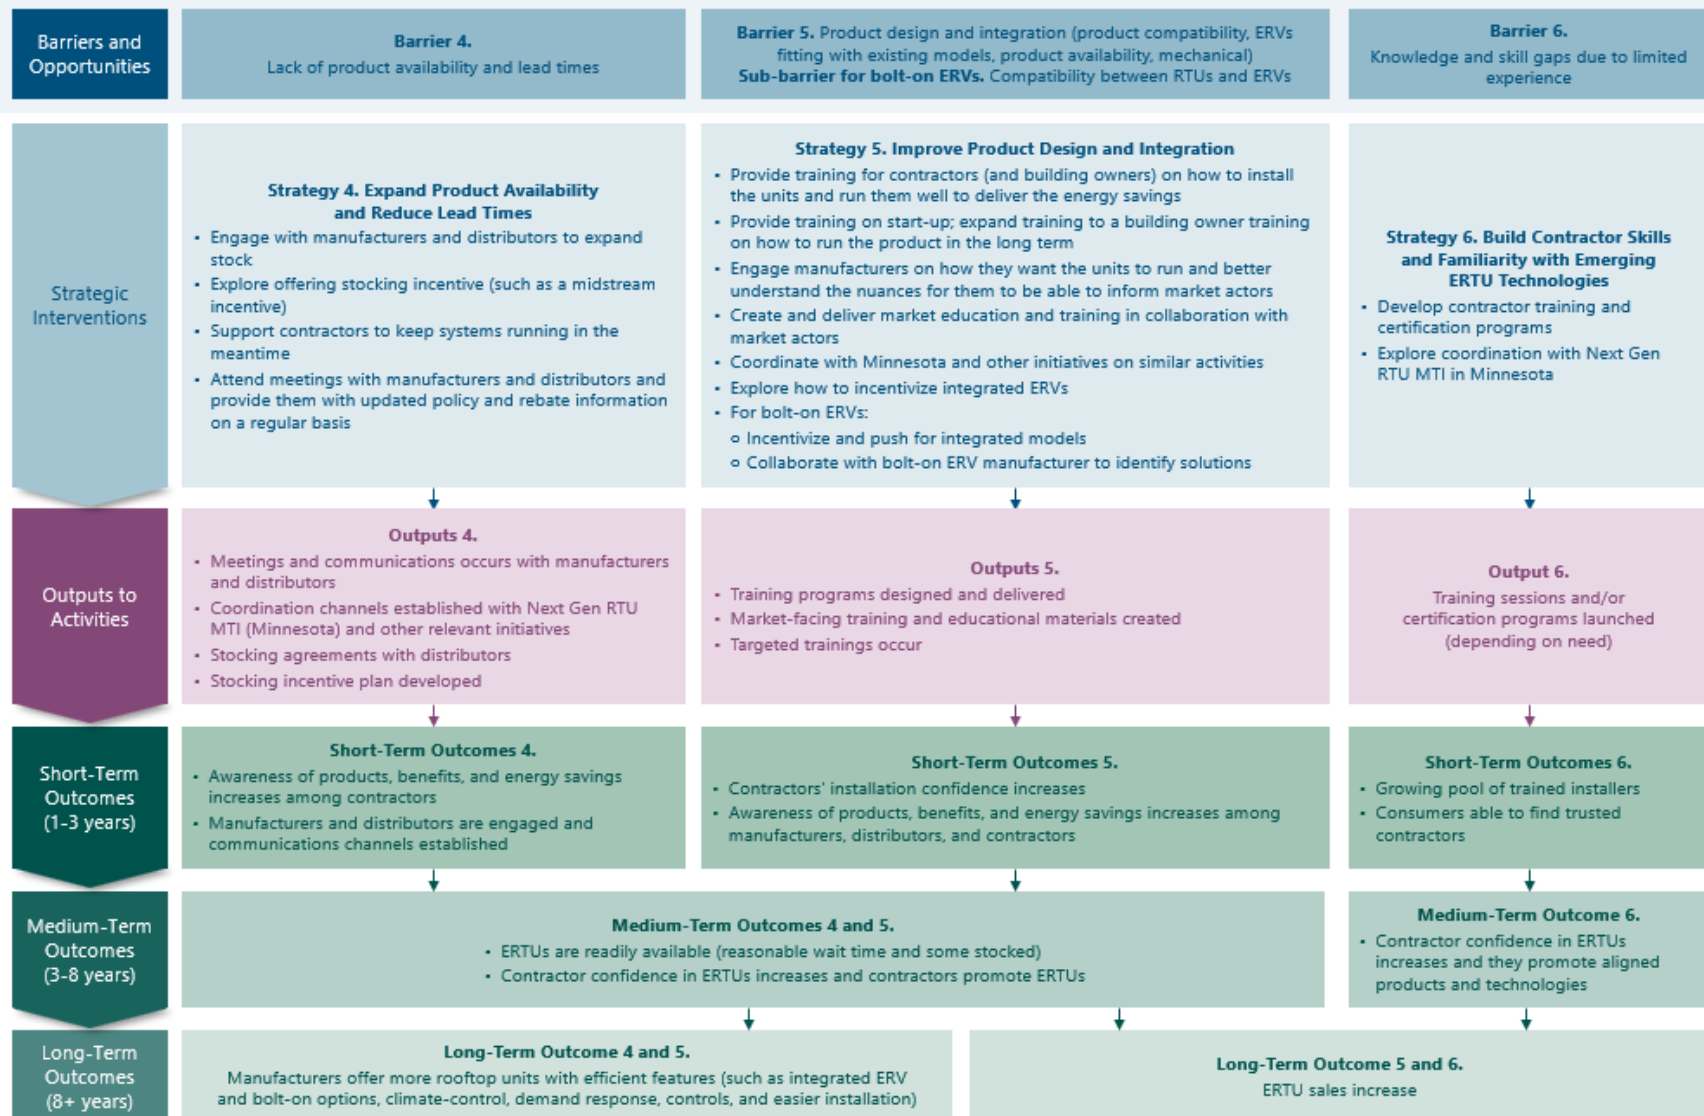 Barriers and
Opportunities
Barrier 4.
Lack of product availability and lead times
Barrier 5. Product design and integration (product compatibility, ERVs
fitting with existing models, product availability, mechanical)
Sub-barrier for bolt-on ERVs. Compatibility between RTUs and ERVs
Barrier 6.
Knowledge and skill gaps due to limited
experience
Strategic
Interventions
Strategy 4. Expand Product Availability
and Reduce Lead Times
• Engage with manufacturers and distributors to expand
stock
• Explore offering stocking incentive (such as a midstream
incentive)
• Support contractors to keep systems running in the
meantime
• Attend meetings with manufacturers and distributors and
provide them with updated policy and rebate information
on a regular basis
Strategy 5. Improve Product Design and Integration
• Provide training for contractors (and building owners) on how to install
the units and run them well to deliver the energy savings
• Provide training on start-up; expand training to a building owner training
on how to run the product in the long term
• Engage manufacturers on how they want the units to run and better
understand the nuances for them to be able to inform market actors
• Create and deliver market education and training in collaboration with
market actors
• Coordinate with Minnesota and other initiatives on similar activities
• Explore how to incentivize integrated ERVs
• For bolt-on ERVs:
o Incentivize and push for integrated models
o Collaborate with bolt-on ERV manufacturer to identify solutions
Strategy 6. Build Contractor Skills
and Familiarity with Emerging
ERTU Technologies
• Develop contractor training and
certification programs
• Explore coordination with Next Gen
RTU MTI in Minnesota
Outputs to
Activities
Outputs 4.
• Meetings and communications occurs with manufacturers
and distributors
• Coordination channels established with Next Gen RTU
MTI (Minnesota) and other relevant initiatives
• Stocking agreements with distributors
• Stocking incentive plan developed
Outputs 5.
• Training programs designed and delivered
• Market-facing training and educational materials created
• Targeted trainings occur
Output 6.
Training sessions and/or
certification programs launched
(depending on need)
Short-Term
Outcomes
(1-3 years)
Short-Term Outcomes 4.
• Awareness of products, benefits, and energy savings
increases among contractors
• Manufacturers and distributors are engaged and
communications channels established
Short-Term Outcomes 5.
• Contractors' installation confidence increases
• Awareness of products, benefits, and energy savings increases among
manufacturers, distributors, and contractors
Short-Term Outcomes 6.
• Growing pool of trained installers
• Consumers able to find trusted
contractors
Medium-Term
Outcomes
(3-8 years)
Medium-Term Outcomes 4 and 5.
• ERTUs are readily available (reasonable wait time and some stocked)
• Contractor confidence in ERTUs increases and contractors promote ERTUs
Medium-Term Outcome 6.
• Contractor confidence in ERTUs
increases and they promote aligned
products and technologies
Long-Term
Outcomes
(8+ years)
Long-Term Outcome 4 and 5.
Manufacturers offer more rooftop units with efficient features (such as integrated ERV
and bolt-on options, climate-control, demand response, controls, and easier installation)
Long-Term Outcome 5 and 6.
ERTU sales increase